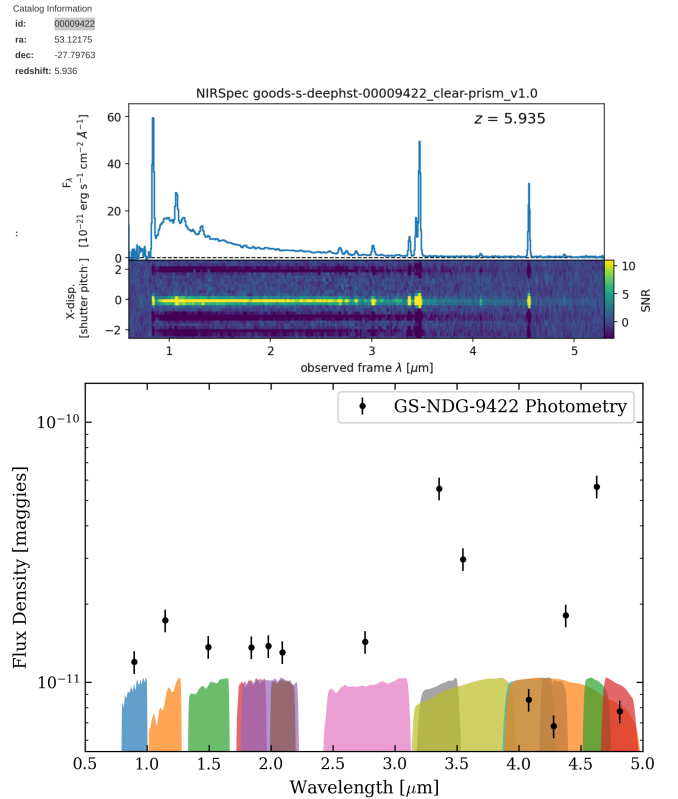 Catalog Information
id: 00009422
ra: 53.12175
dec: -27.79763
redshift: 5.936
NIRSpec goods-s-deephst-00009422_clear-prism_v1.0
z = 5.935
F_λ
[10⁻²¹ erg s⁻¹ cm⁻² Å⁻¹]
60
40
20
0
:
X-disp.
[shutter pitch⁻]
2
0
−2
10
5
0
SNR
1 2 3 4 5
observed frame λ [μm]
GS-NDG-9422 Photometry
Flux Density [maggies]
10⁻¹⁰
10⁻¹¹
0.5 1.0 1.5 2.0 2.5 3.0 3.5 4.0 4.5 5.0
Wavelength [μm]